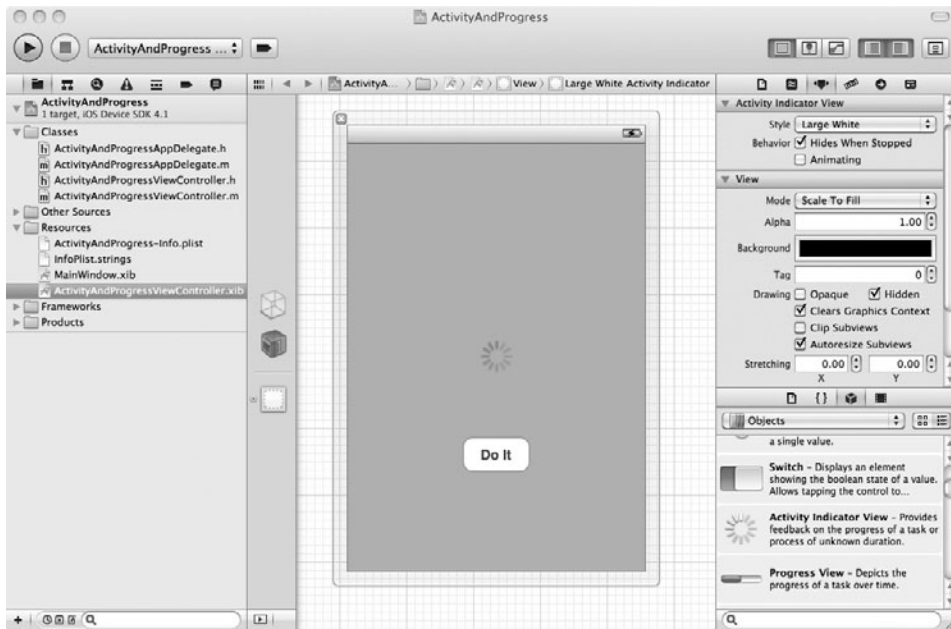 ActivityAndProgress
ActivityAndProgress ...
ActivityA...
View
Large White Activity Indicator
ActivityAndProgress
1 target, iOS Device SDK 4.1
Classes
h ActivityAndProgressAppDelegate.h
m ActivityAndProgressAppDelegate.m
h ActivityAndProgressViewController.h
m ActivityAndProgressViewController.m
Other Sources
Resources
ActivityAndProgress-Info.plist
InfoPlist.strings
MainWindow.xib
ActivityAndProgressViewController.xib
Frameworks
Products
Do It
Activity Indicator View
Style Large White
Behavior Hides When Stopped
Animating
View
Mode Scale To Fill
Alpha 1.00
Background
Tag 0
Drawing Opaque Hidden
Clears Graphics Context
Clip Subviews
Autoresize Subviews
Stretching 0.00 0.00
X Y
{}
Objects
a single value.
Switch – Displays an element
showing the boolean state of a value.
Allows tapping the control to...
Activity Indicator View – Provides
feedback on the progress of a task or
process of unknown duration.
Progress View – Depicts the
progress of a task over time.